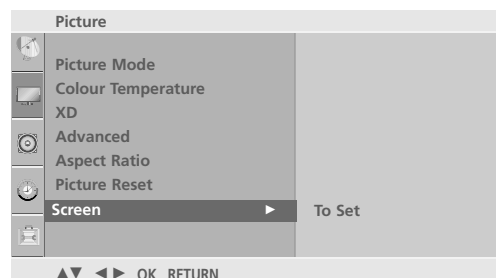 Picture
Picture Mode
Colour Temperature
XD
Advanced
Aspect Ratio
Picture Reset
Screen ► To Set
▲▼ ◄► OK RETURN